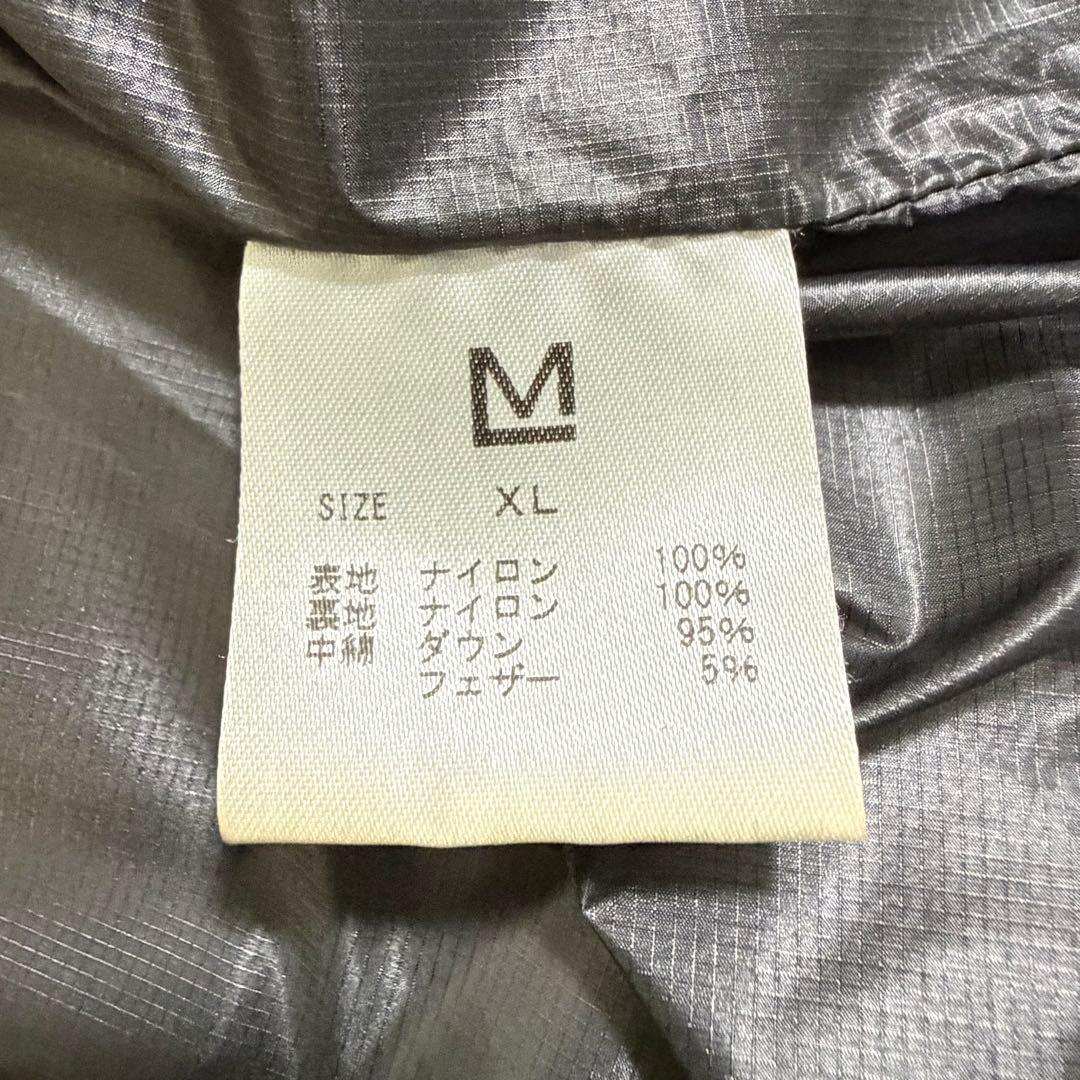 M
SIZE XL
表地 ナイロン 100%
裏地 ナイロン 100%
中綿 ダウン 95%
フェザー 5%